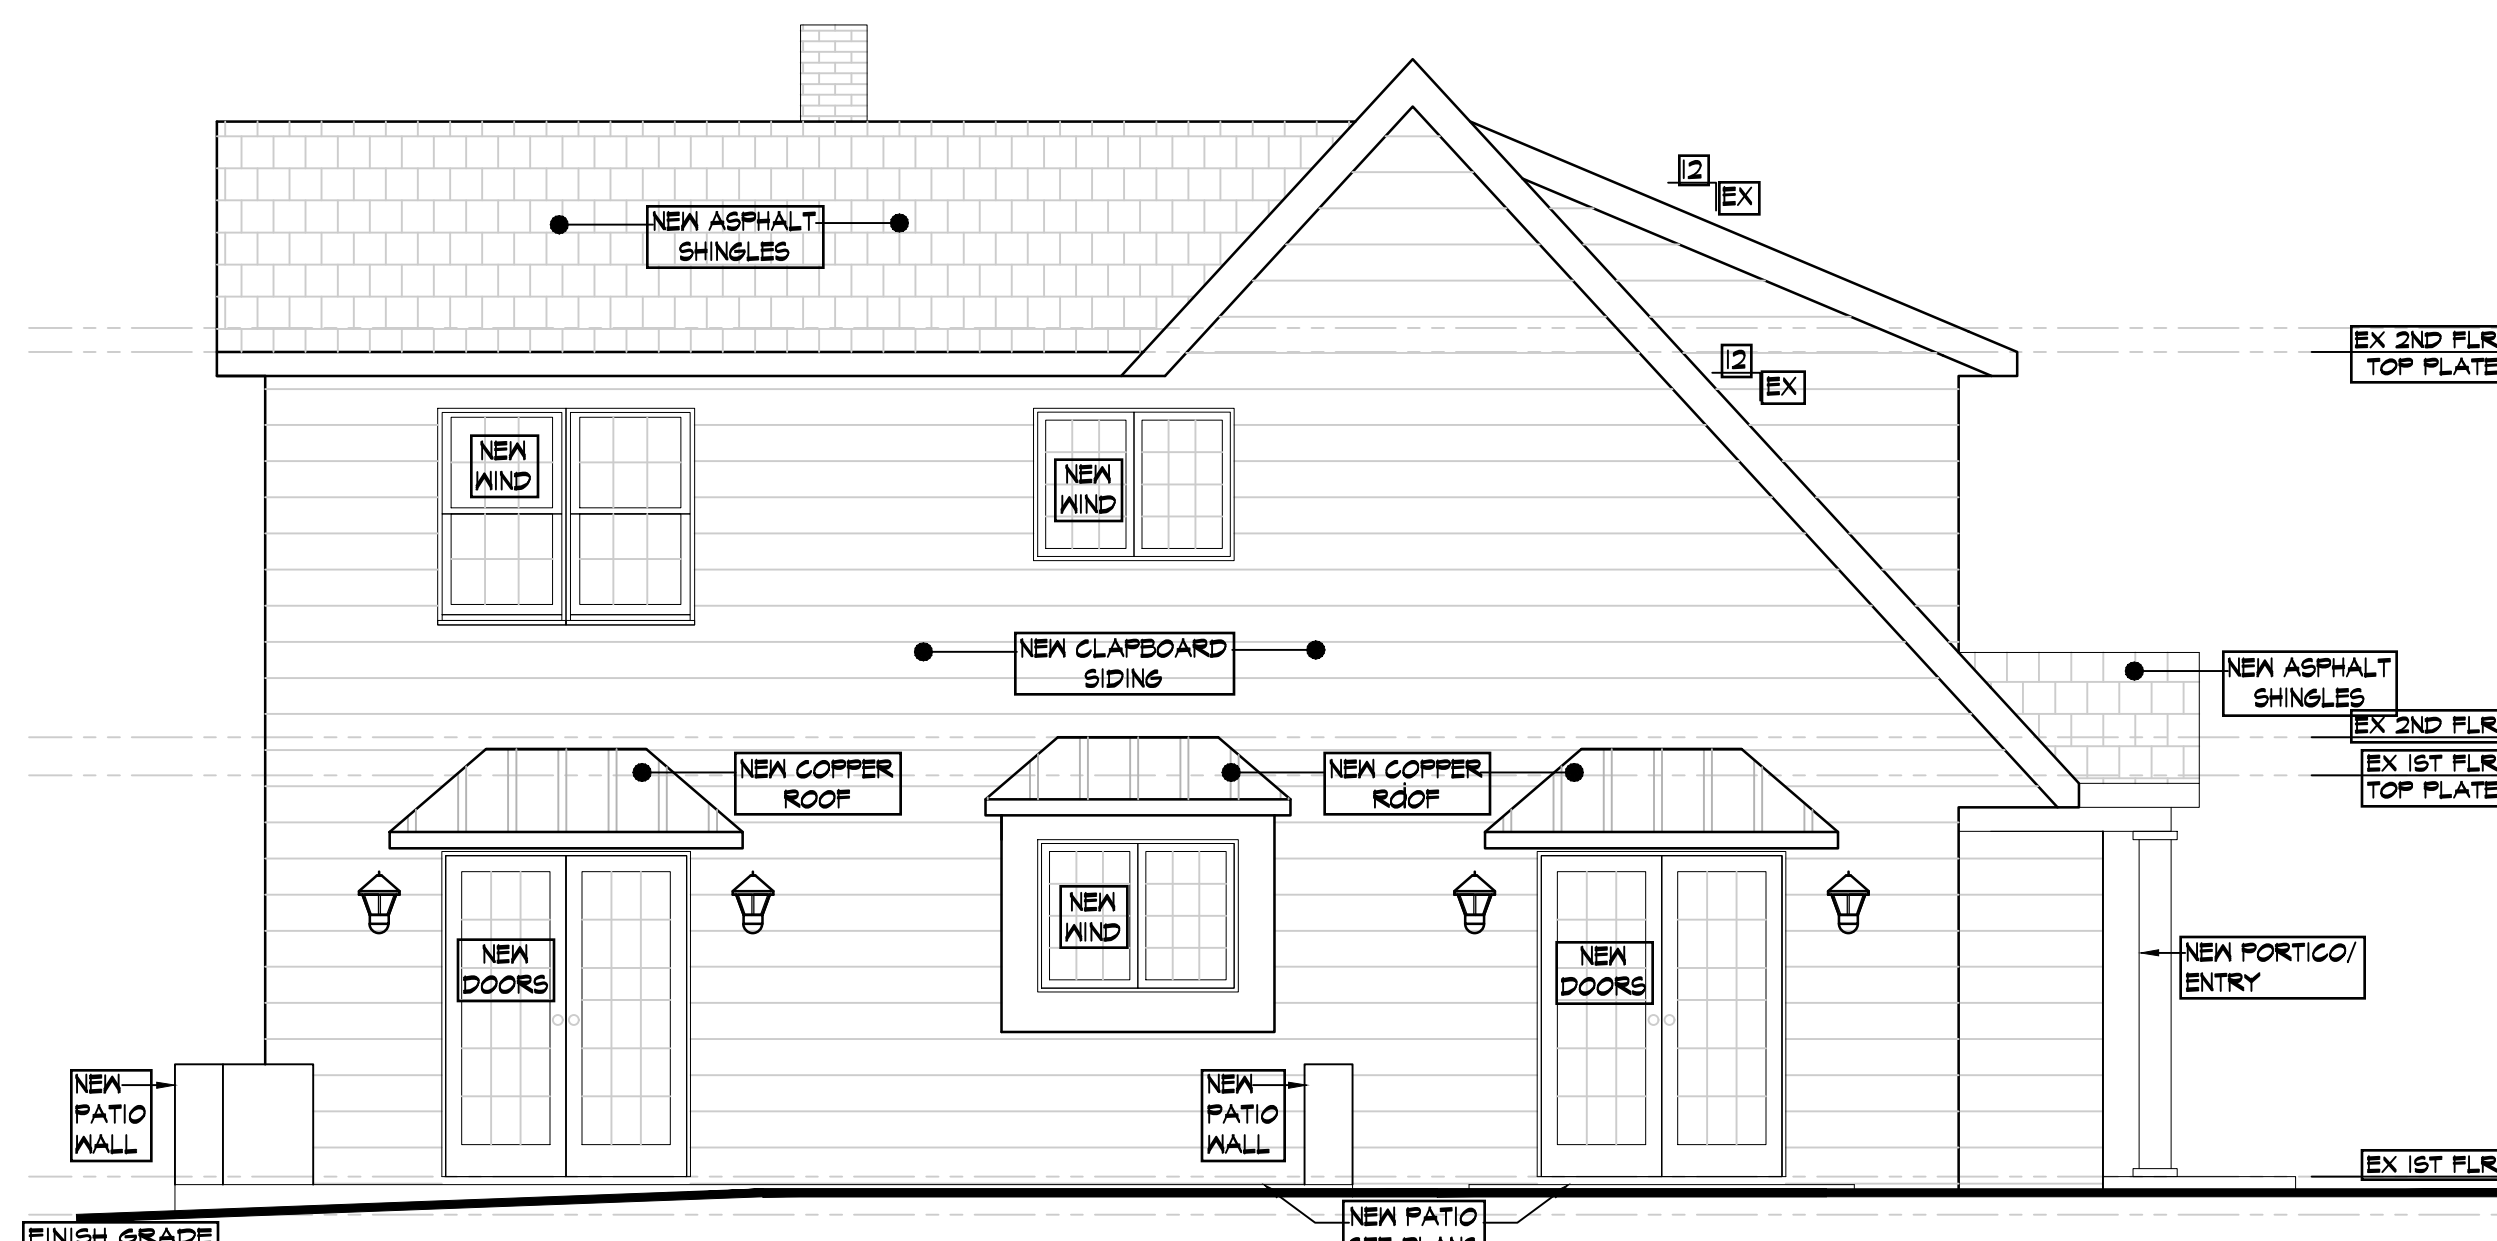 12
EX
NEW ASPHALT
SHINGLES
EX 2ND FLR
TOP PLATE
12
EX
NEW
WIND
NEW
WIND
NEW CLAPBOARD
SIDING
NEW ASPHALT
SHINGLES
EX 2ND FLR
EX 1ST FLR
TOP PLATE
NEW COPPER
ROOF
NEW COPPER
ROOF
NEW
WIND
NEW
DOORS
NEW
DOORS
NEW PORTICO/
ENTRY
NEW
PATIO
WALL
NEW
PATIO
WALL
EX 1ST FLR
NEW PATIO
SEE PLANS
FINISH GRADE